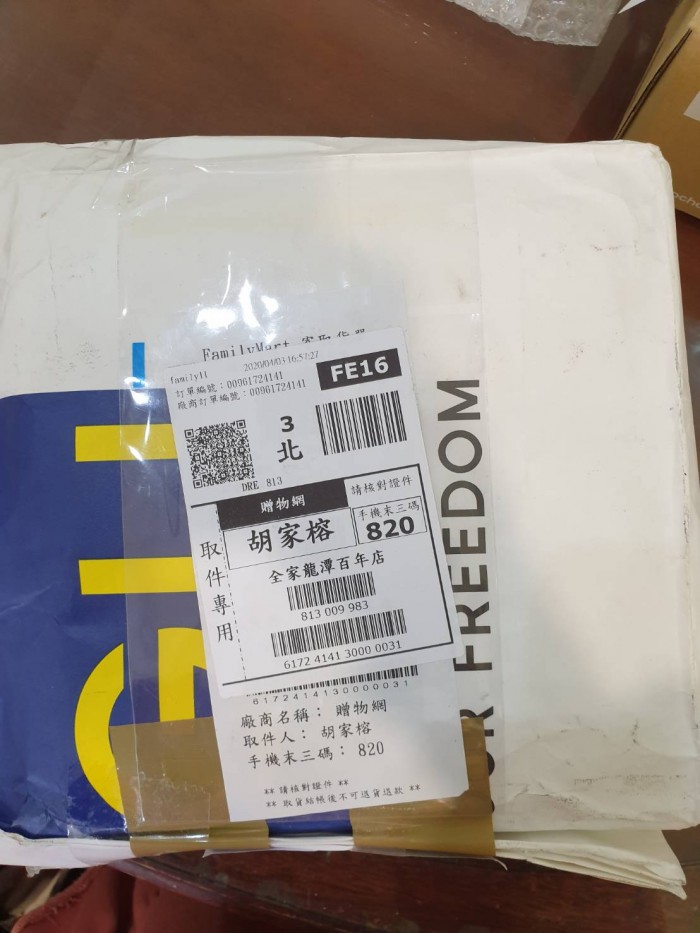 FamilyMart
family11
2020/04/03 16:57:27
訂單編號：00961724141
廠商訂單編號：00961724141
FE16
3
北
DRE 813
贈物網
請核對證件
胡家榕
手機末三碼
820
取件專用
全家龍潭百年店
813 009 983
6172 4141 3000 0031
6172414130000031
廠商名稱： 贈物網
取件人： 胡家榕
手機末三碼： 820
** 請核對證件 **
** 取貨結帳後不可退貨退款 **
FREEDOM